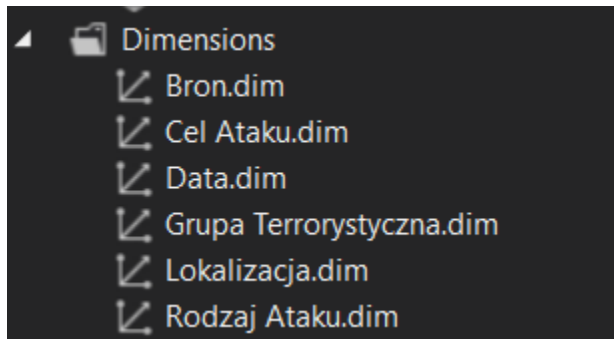 Dimensions
Bron.dim
Cel Ataku.dim
Data.dim
Grupa Terrorystyczna.dim
Lokalizacja.dim
Rodzaj Ataku.dim